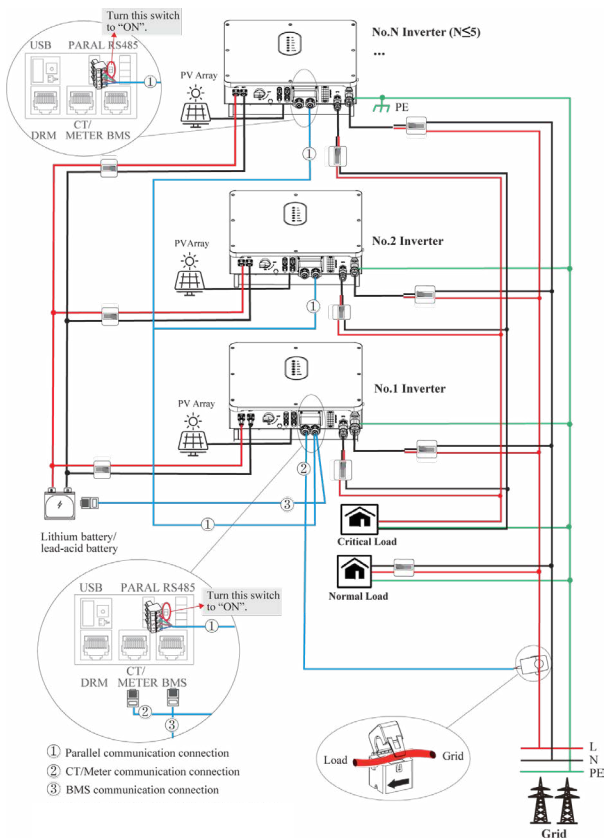 Turn this switch
to “ON”.
USB
PARAL RS485
①
DRM
CT/
METER BMS
No.N Inverter (N≤5)
...
PV Array
PE
①
No.2 Inverter
PVArray
①
No.1 Inverter
PV Array
②
③
①
Lithium battery/
lead-acid battery
Critical Load
Normal Load
USB
PARAL RS485
Turn this switch
to “ON”.
①
DRM
CT/
METER BMS
②
③
① Parallel communication connection
② CT/Meter communication connection
③ BMS communication connection
Load
Grid
L
N
PE
Grid